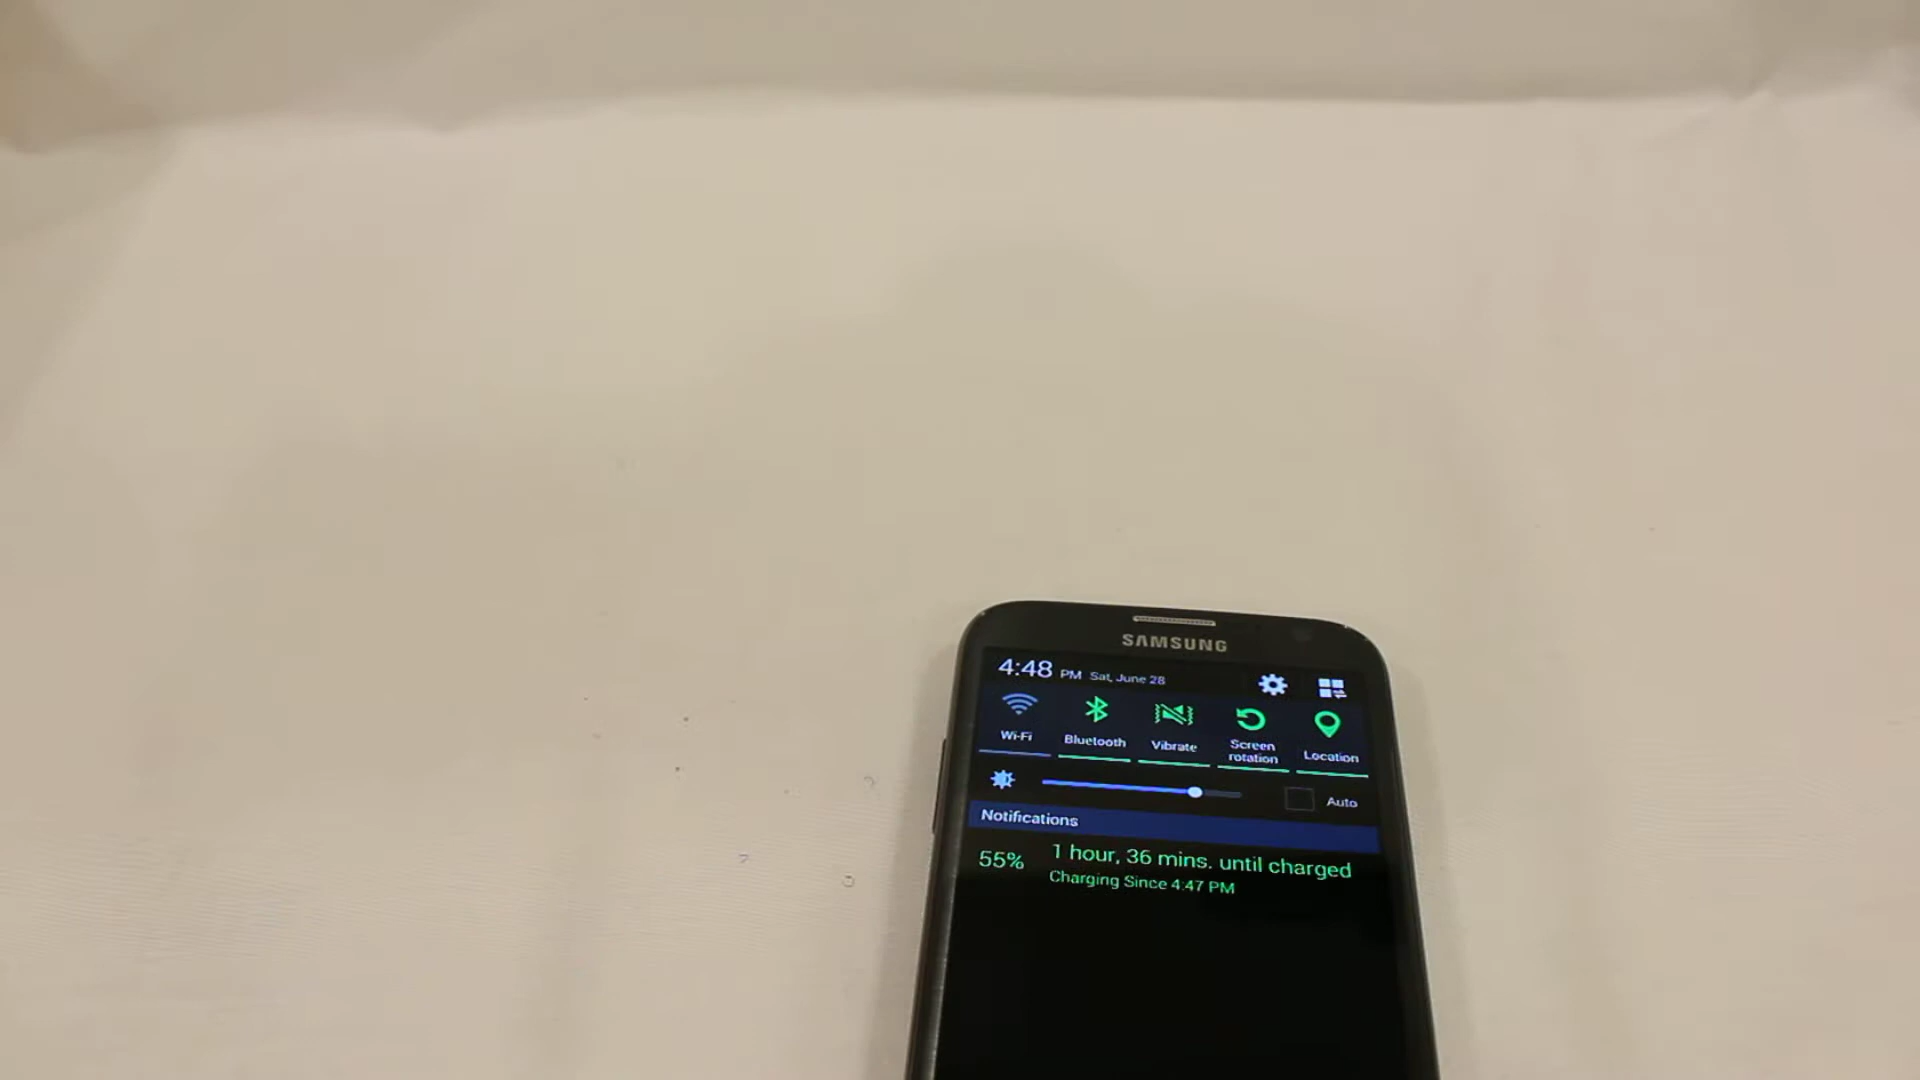 SAMSUNG
4:48 PM Sat, June 28
Wi-Fi Bluetooth Vibrate Screen rotation Location
Auto
Notifications
55% 1 hour, 36 mins. until charged
Charging Since 4:47 PM